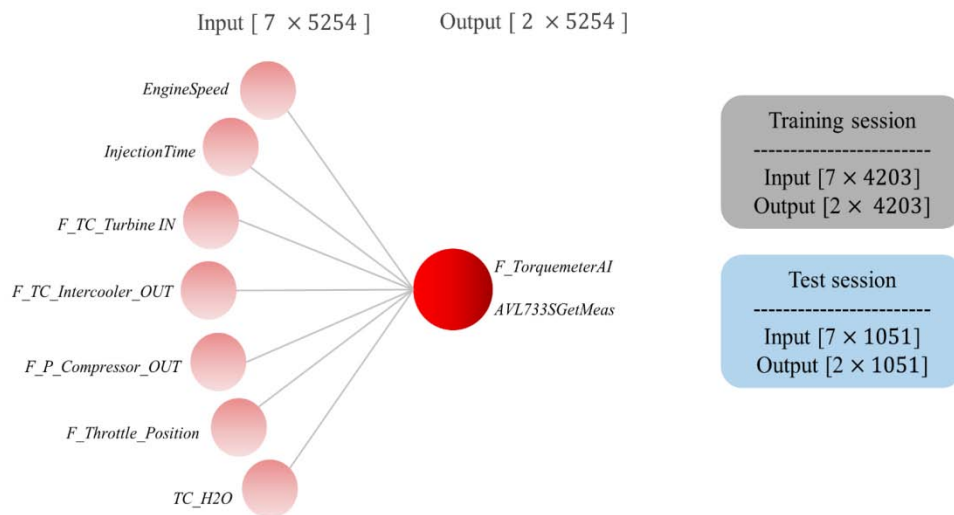 Input [ 7 × 5254 ]
Output [ 2 × 5254 ]
EngineSpeed
InjectionTime
F_TC_Turbine IN
F_TC_Intercooler_OUT
F_P_Compressor_OUT
F_Throttle_Position
TC_H2O
F_TorquemeterAI
AVL733SGetMeas
Training session
------------------------
Input [7 × 4203]
Output [2 × 4203]
Test session
------------------------
Input [7 × 1051]
Output [2 × 1051]